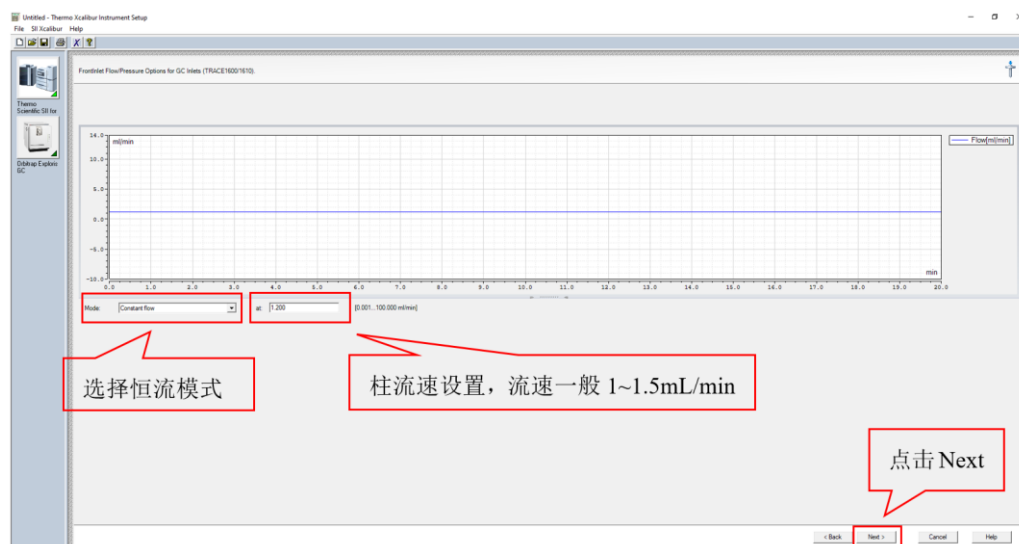 Untitled - Thermo Xcalibur Instrument Setup
File SII Xcalibur Help
Thermo Scientific SII for
Orbitrap Exploris GC
FrontInlet Flow/Pressure Options for GC Inlets (TRACE1600/1610).
14.0
ml/min
10.0
5.0
0.0
-5.0
-10.0
Flow[ml/min]
min
0.0 1.0 2.0 3.0 4.0 5.0 6.0 7.0 8.0 9.0 10.0 11.0 12.0 13.0 14.0 15.0 16.0 17.0 18.0 19.0 20.0
Mode: Constant flow at: 1.200 [0.001...100.000 ml/min]
选择恒流模式
柱流速设置，流速一般 1~1.5mL/min
点击 Next
< Back Next > Cancel Help